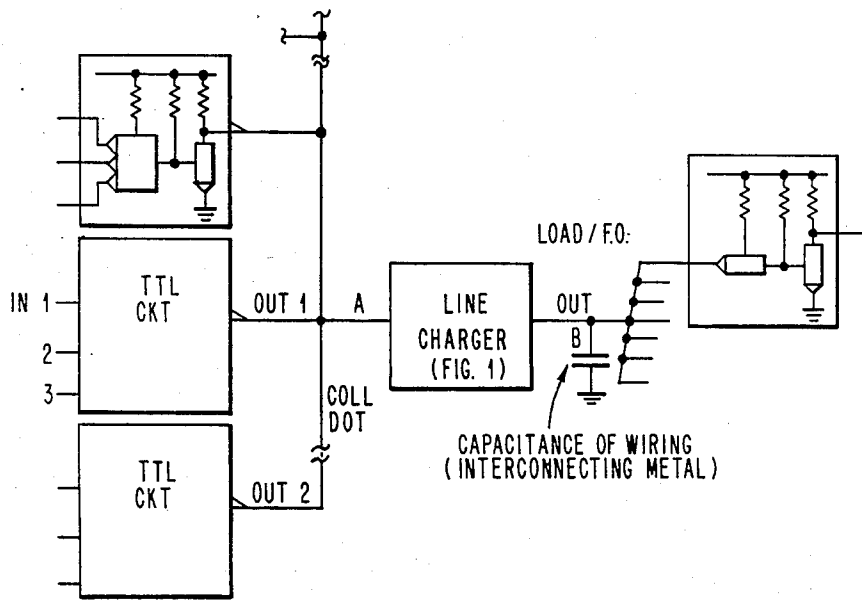 LOAD / F.O.
IN 1
2
3
TTL
CKT
OUT 1
A
LINE
CHARGER
(FIG. 1)
OUT
B
COLL
DOT
CAPACITANCE OF WIRING
(INTERCONNECTING METAL)
TTL
CKT
OUT 2